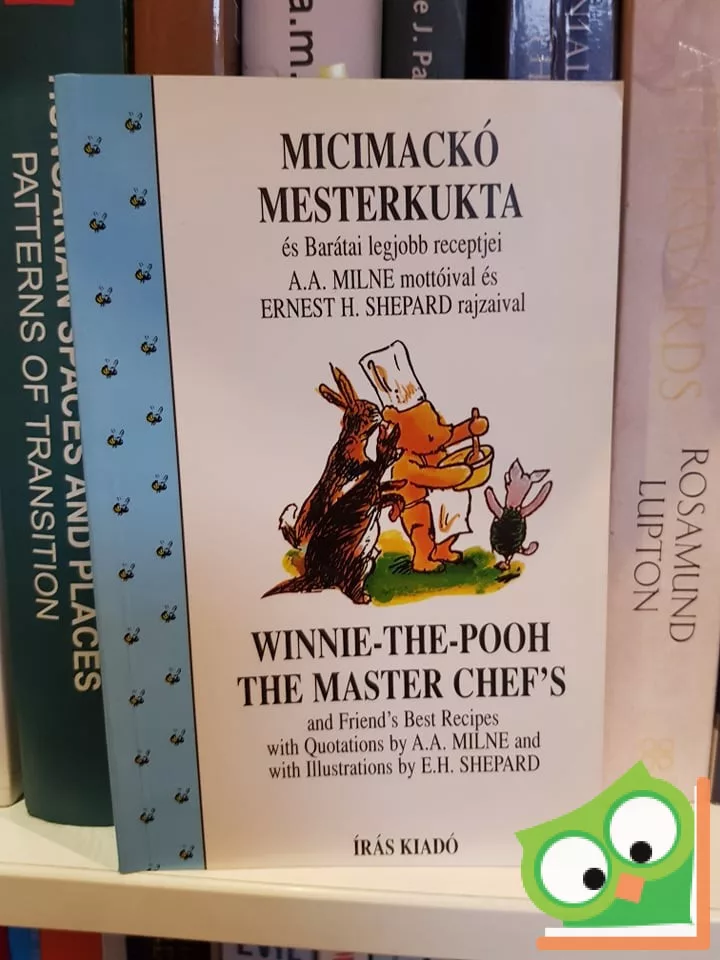 MICIMACKÓ
MESTERKUKTA
és Barátai legjobb receptjei
A.A. MILNE mottóival és
ERNEST H. SHEPARD rajzaival
WINNIE-THE-POOH
THE MASTER CHEF'S
and Friend's Best Recipes
with Quotations by A.A. MILNE and
with Illustrations by E.H. SHEPARD
ÍRÁS KIADÓ
HUNGARIAN SPACES AND PLACES
PATTERNS OF TRANSITION
a.m.
e J. Pa
ROSAMUND
LUPTON